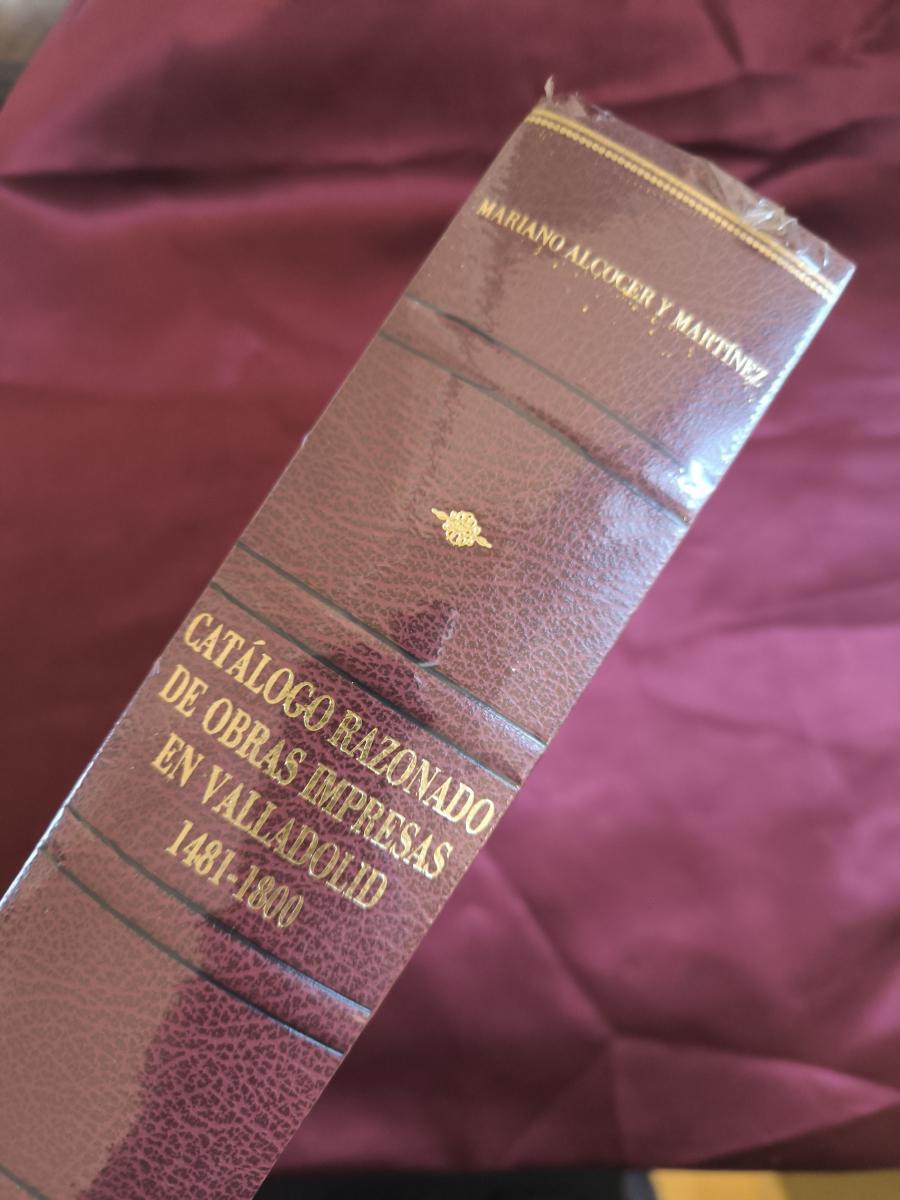 MARIANO ALCOCER Y MARTÍNEZ
CATÁLOGO RAZONADO
DE OBRAS IMPRESAS
EN VALLADOLID
1481-1800